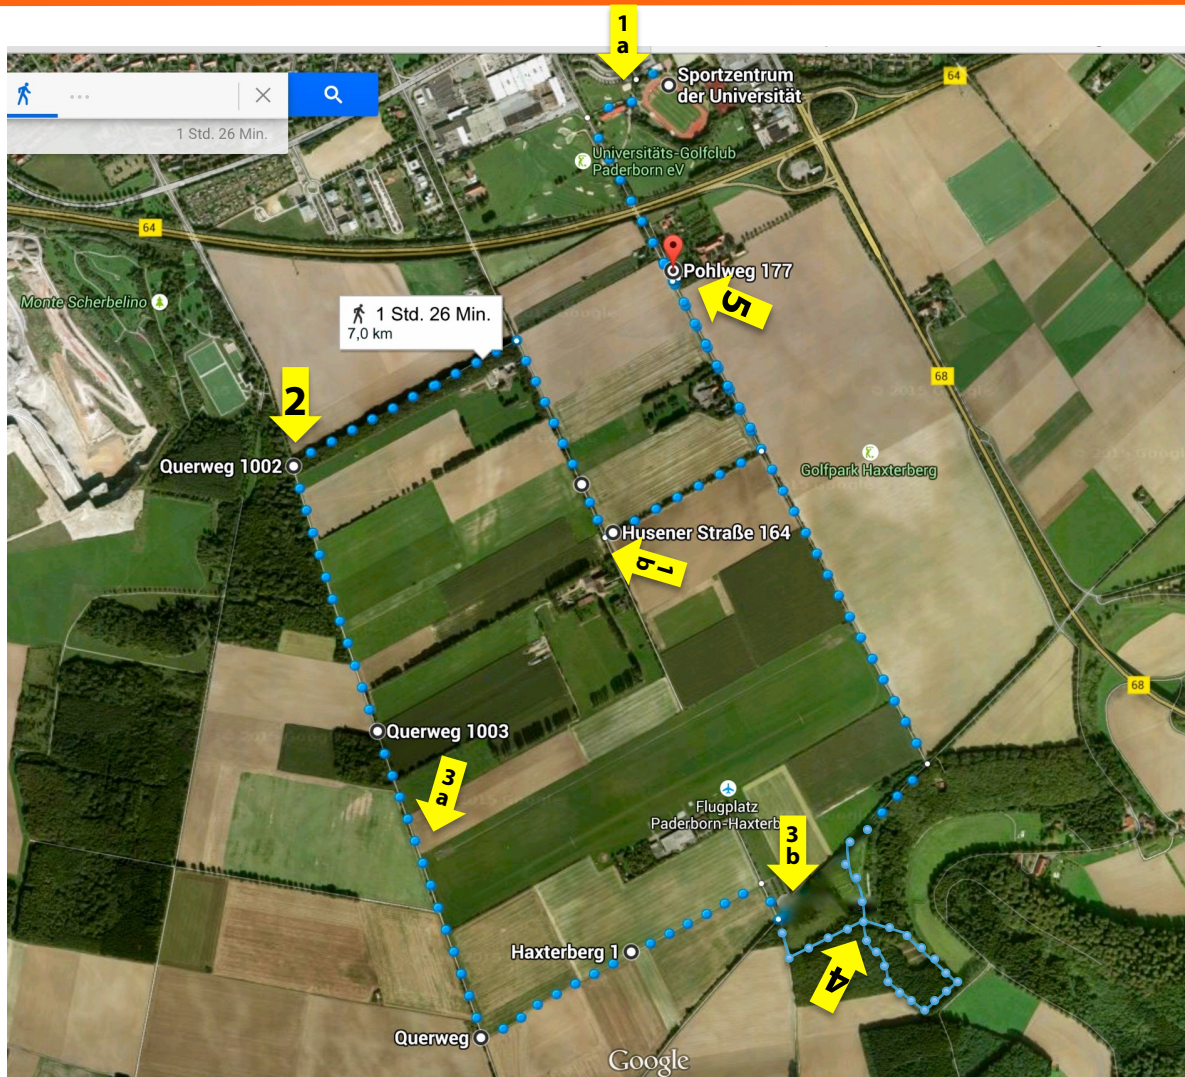 1
a
Sportzentrum
der Universität
64
...
1 Std. 26 Min.
Universitäts-Golfclub
Paderborn eV
64
Pohlweg 177
5
Monte Scherbelino
1 Std. 26 Min.
7,0 km
68
2
Querweg 1002
Golfpark Haxterberg
Husener Straße 164
1
b
68
Querweg 1003
3
a
Flugplatz
Paderborn-Haxterb
3
b
Haxterberg 1
4
Querweg
Google